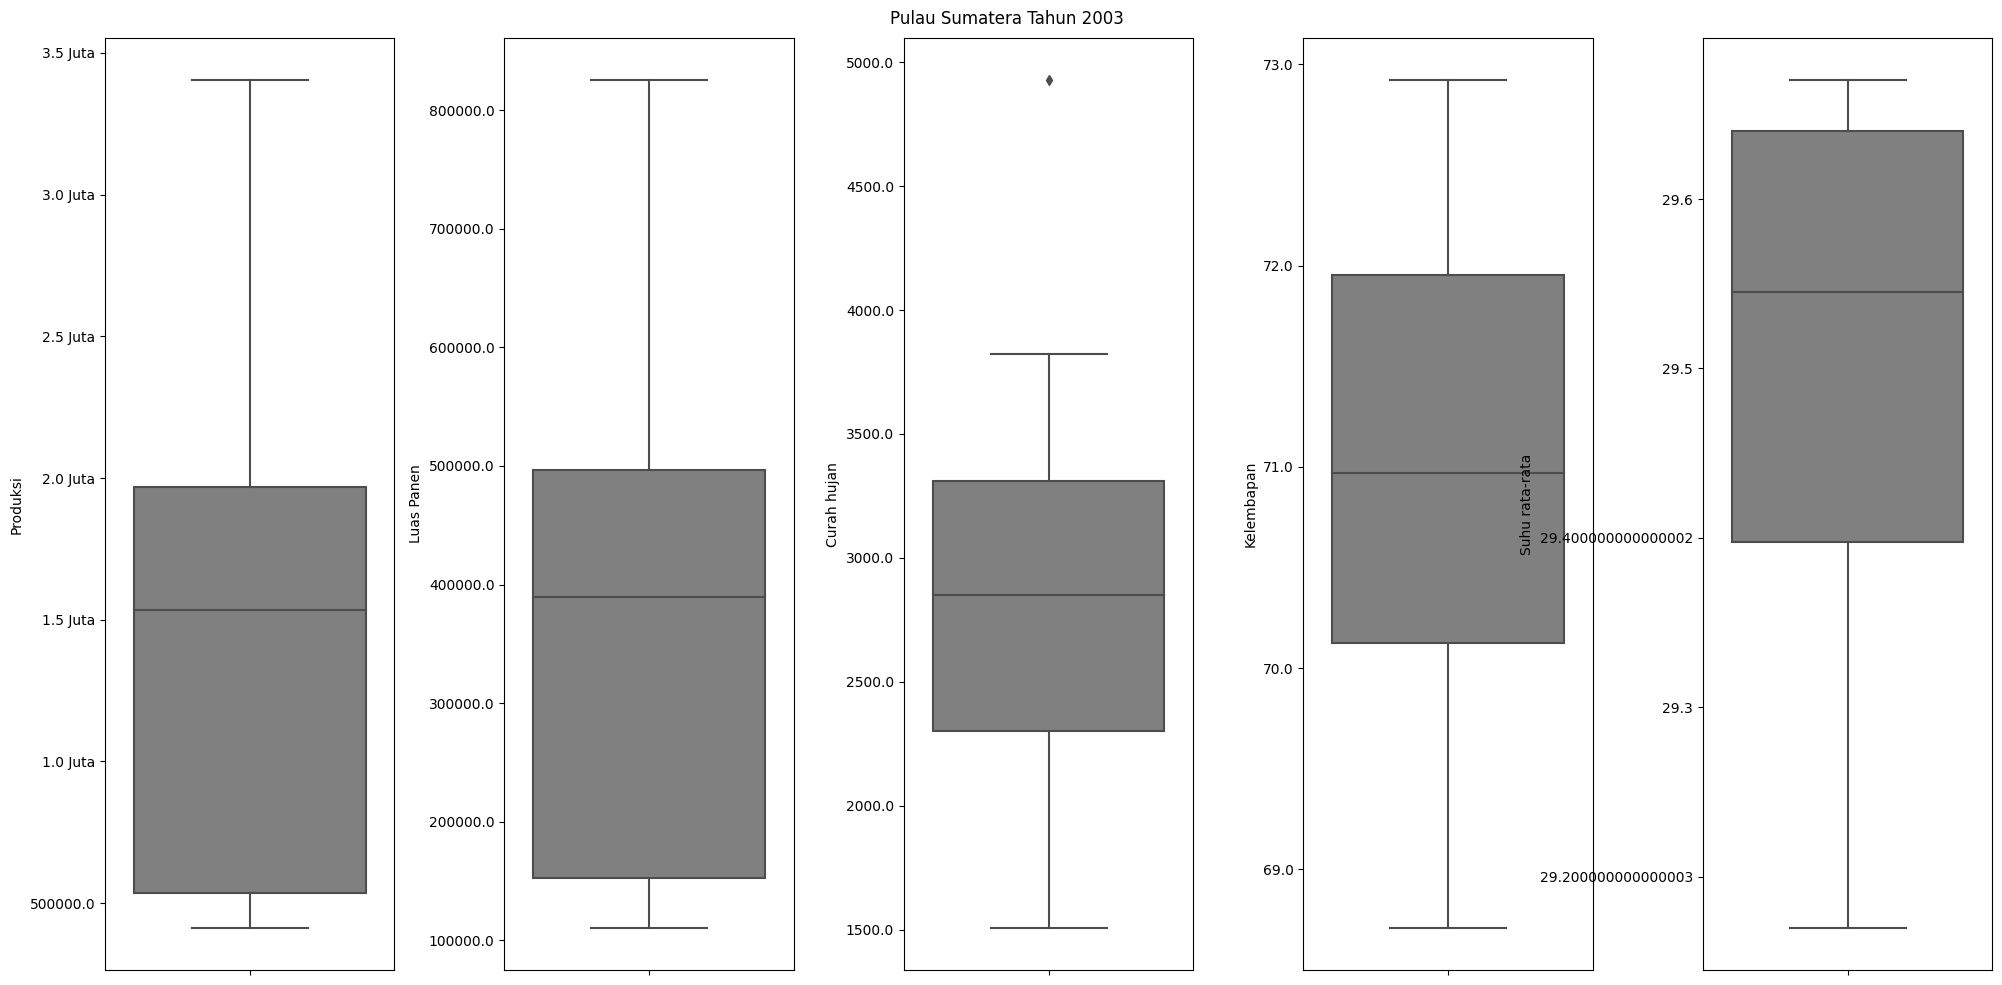 Pulau Sumatera Tahun 2003
Produksi
3.5 Juta
3.0 Juta
2.5 Juta
2.0 Juta
1.5 Juta
1.0 Juta
500000.0
Luas Panen
800000.0
700000.0
600000.0
500000.0
400000.0
300000.0
200000.0
100000.0
Curah hujan
5000.0
4500.0
4000.0
3500.0
3000.0
2500.0
2000.0
1500.0
Kelembapan
73.0
72.0
71.0
70.0
69.0
Suhu rata-rata
29.6
29.5
29.400000000000002
29.3
29.200000000000003